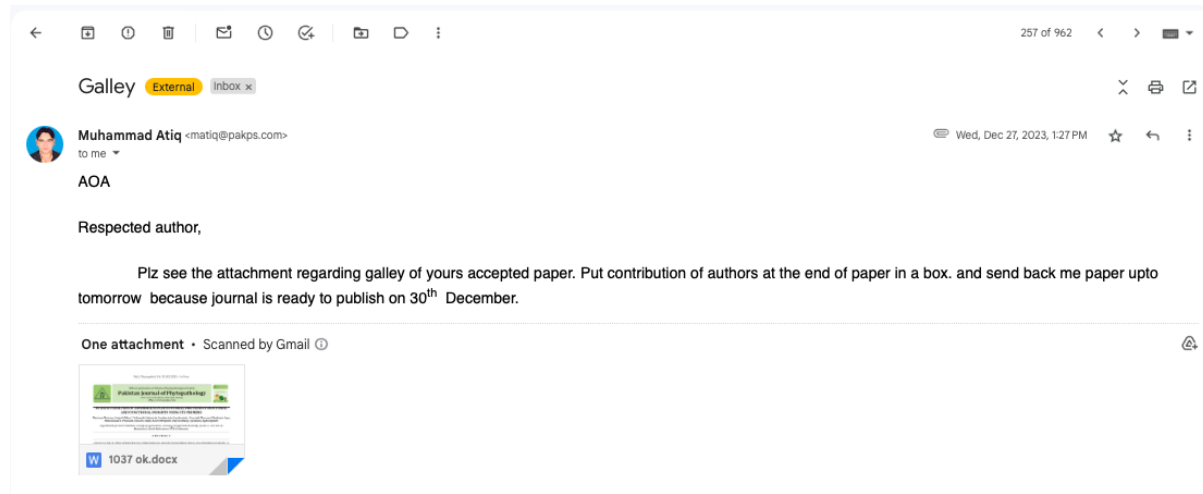 257 of 962
Galley External Inbox ×
Muhammad Atiq <matiq@pakps.com>
Wed, Dec 27, 2023, 1:27 PM
to me
AOA
Respected author,
Plz see the attachment regarding galley of yours accepted paper. Put contribution of authors at the end of paper in a box. and send back me paper upto
tomorrow because journal is ready to publish on 30th December.
One attachment • Scanned by Gmail
Pakistan Journal of Phytopathology
W 1037 ok.docx